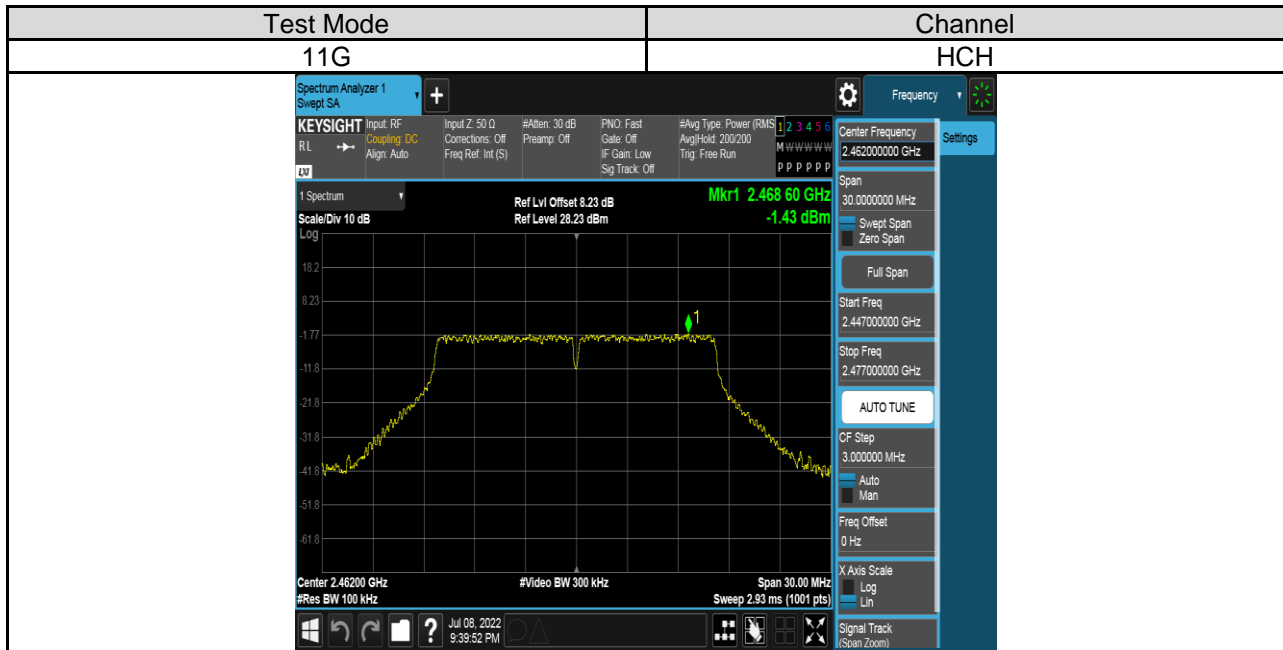 Test Mode Channel
11G HCH
Spectrum Analyzer 1
Swept SA
+
Frequency
KEYSIGHT
RL
LXI
Input: RF
Coupling: DC
Align: Auto
Input Z: 50 Ω
Corrections: Off
Freq Ref: Int (S)
#Atten: 30 dB
Preamp: Off
PNO: Fast
Gate: Off
IF Gain: Low
Sig Track: Off
#Avg Type: Power (RMS
Avg|Hold: 200/200
Trig: Free Run
1 2 3 4 5 6
M W W W W W
P P P P P P
1 Spectrum
Scale/Div 10 dB
Log
Ref Lvl Offset 8.23 dB
Ref Level 28.23 dBm
Mkr1 2.468 60 GHz
-1.43 dBm
18.2
8.23
-1.77
-11.8
-21.8
-31.8
-41.8
-51.8
-61.8
1
Center 2.46200 GHz
#Res BW 100 kHz
#Video BW 300 kHz
Span 30.00 MHz
Sweep 2.93 ms (1001 pts)
Center Frequency
2.462000000 GHz
Settings
Span
30.0000000 MHz
Swept Span
Zero Span
Full Span
Start Freq
2.447000000 GHz
Stop Freq
2.477000000 GHz
AUTO TUNE
CF Step
3.000000 MHz
Auto
Man
Freq Offset
0 Hz
X Axis Scale
Log
Lin
Signal Track
(Span Zoom)
?
Jul 08, 2022
9:39:52 PM